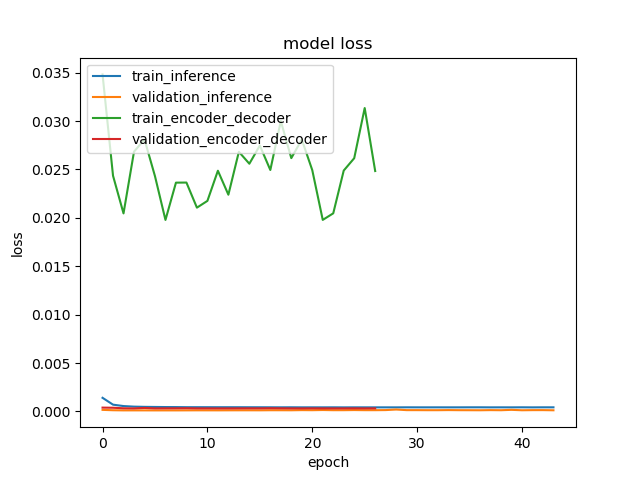 model loss
train_inference
validation_inference
train_encoder_decoder
validation_encoder_decoder
0.035
0.030
0.025
0.020
0.015
0.010
0.005
0.000
loss
0 10 20 30 40
epoch